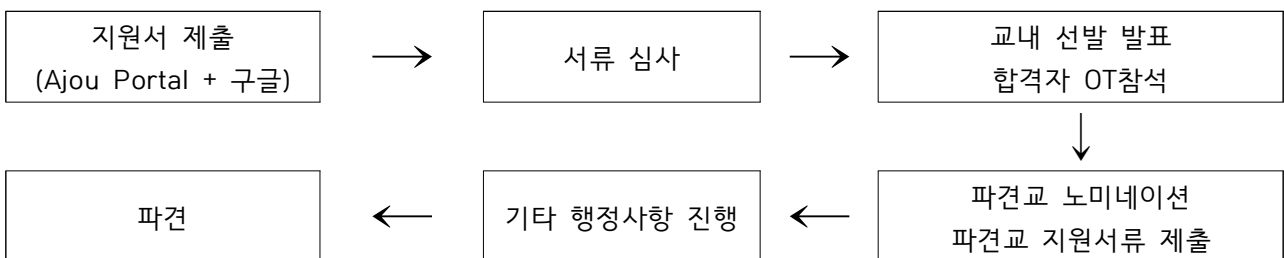 지원서 제출
(Ajou Portal + 구글)
서류 심사
교내 선발 발표
합격자 OT참석
파견교 노미네이션
파견교 지원서류 제출
기타 행정사항 진행
파견